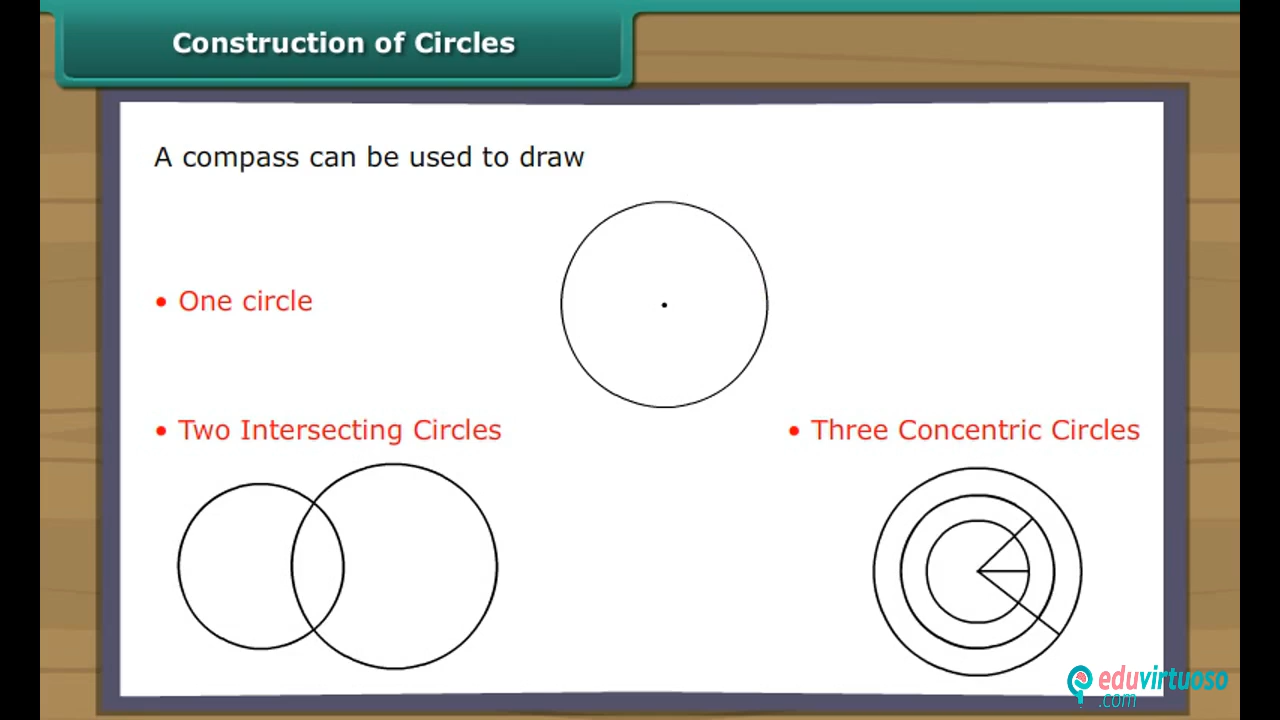 Construction of Circles
A compass can be used to draw
• One circle
• Two Intersecting Circles
• Three Concentric Circles
eduvirtuoso
.com